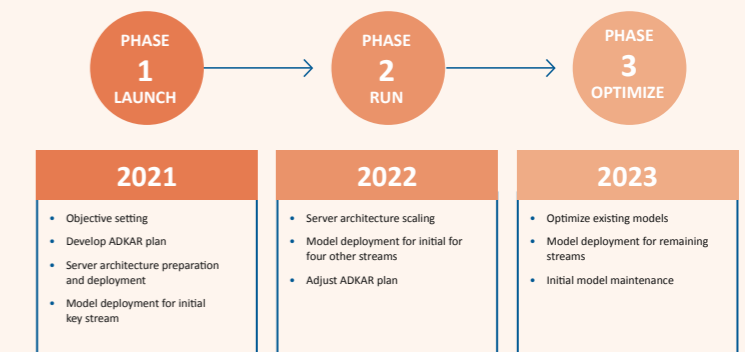 PHASE
1
LAUNCH
PHASE
2
RUN
PHASE
3
OPTIMIZE
2021
• Objective setting
• Develop ADKAR plan
• Server architecture preparation
and deployment
• Model deployment for initial
key stream
2022
• Server architecture scaling
• Model deployment for initial for
four other streams
• Adjust ADKAR plan
2023
• Optimize existing models
• Model deployment for remaining
streams
• Initial model maintenance